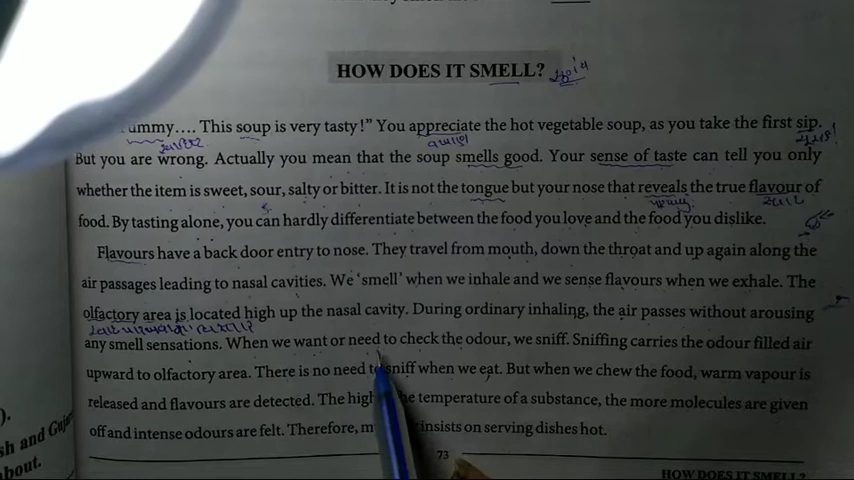 HOW DOES IT SMELL?
ummy.... This soup is very tasty!" You appreciate the hot vegetable soup, as you take the first sip.
But you are wrong. Actually you mean that the soup smells good. Your sense of taste can tell you only
whether the item is sweet, sour, salty or bitter. It is not the tongue but your nose that reveals the true flavour of
food. By tasting alone, you can hardly differentiate between the food you love and the food you dislike.
Flavours have a back door entry to nose. They travel from mouth, down the throat and up again along the
air passages leading to nasal cavities. We 'smell' when we inhale and we sense flavours when we exhale. The
olfactory area is located high up the nasal cavity. During ordinary inhaling, the air passes without arousing
any smell sensations. When we want or need to check the odour, we sniff. Sniffing carries the odour filled air
upward to olfactory area. There is no need to sniff when we eat. But when we chew the food, warm vapour is
released and flavours are detected. The high he temperature of a substance, the more molecules are given
off and intense odours are felt. Therefore, m insists on serving dishes hot.
73
HOW DOES IT SMELL?
).
sh and Guja
about.